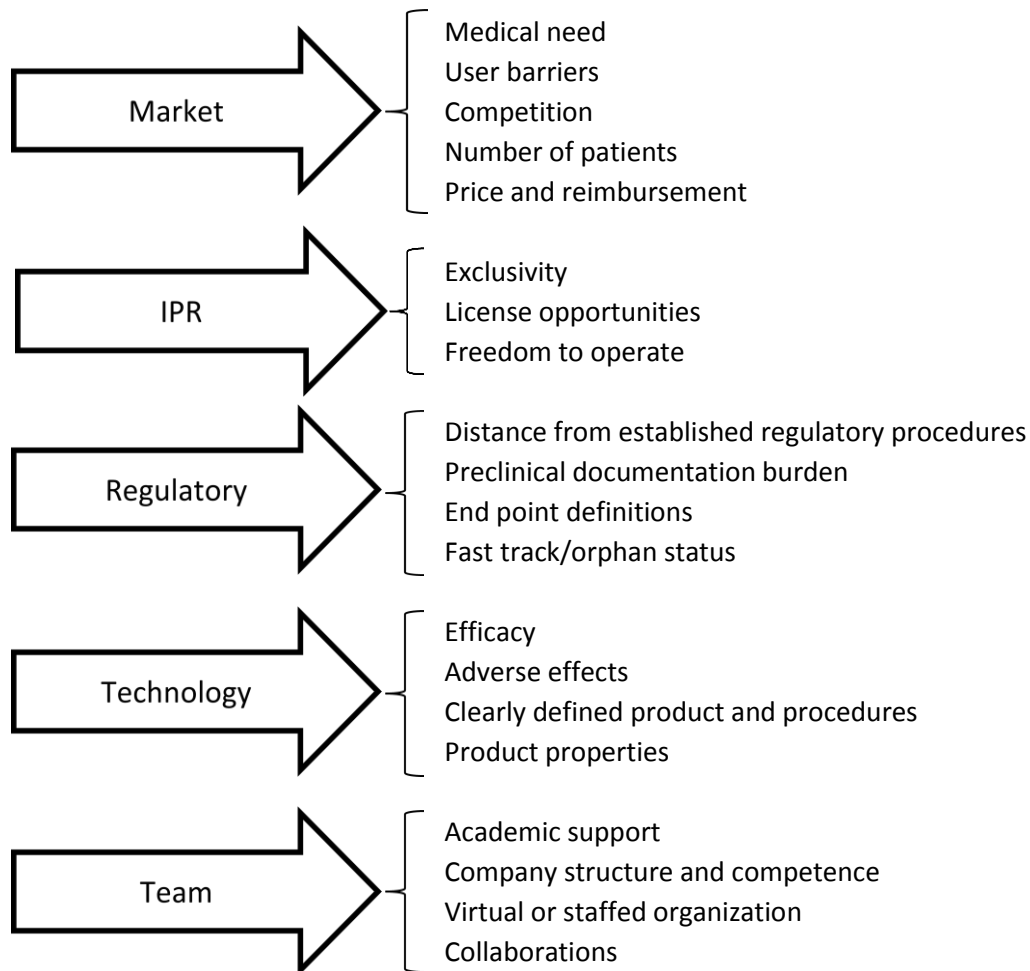 Market
Medical need
User barriers
Competition
Number of patients
Price and reimbursement
IPR
Exclusivity
License opportunities
Freedom to operate
Regulatory
Distance from established regulatory procedures
Preclinical documentation burden
End point definitions
Fast track/orphan status
Technology
Efficacy
Adverse effects
Clearly defined product and procedures
Product properties
Team
Academic support
Company structure and competence
Virtual or staffed organization
Collaborations